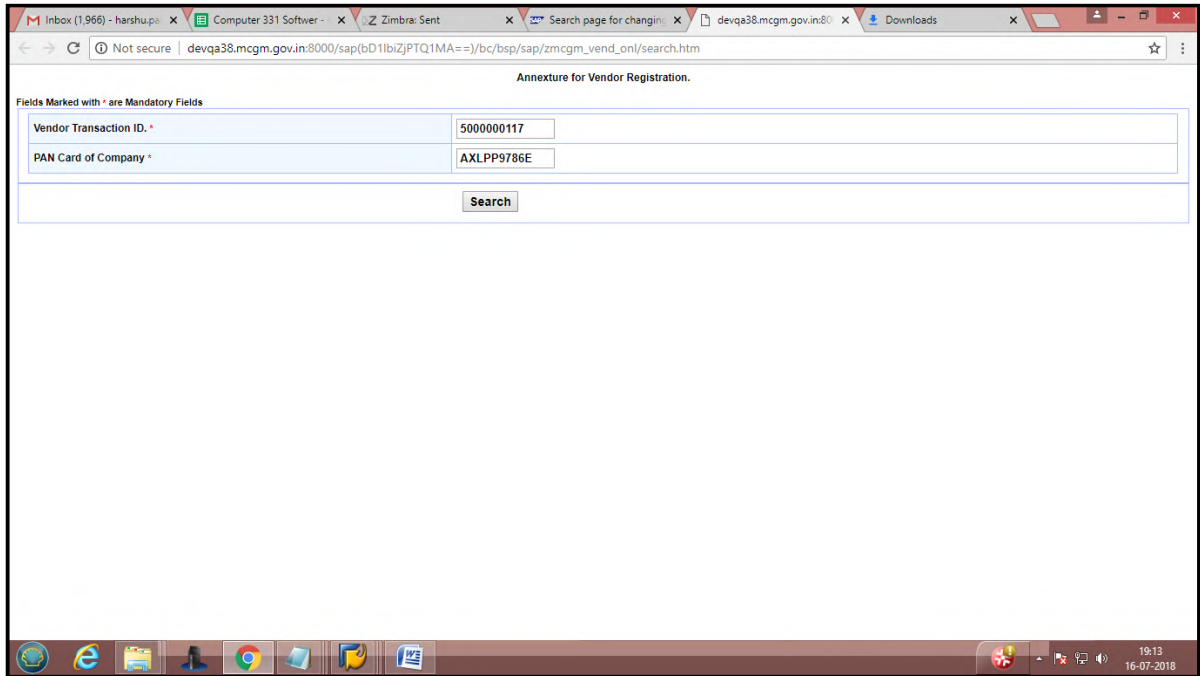 Inbox (1,966) - harshu.pa
Computer 331 Softwer -
Zimbra: Sent
Search page for changing
devqa38.mcgm.gov.in:80
Downloads
Not secure | devqa38.mcgm.gov.in:8000/sap(bD1lbiZjPTQ1MA==)/bc/bsp/sap/zmcgm_vend_onl/search.htm
Annexture for Vendor Registration.
Fields Marked with * are Mandatory Fields
Vendor Transaction ID. * 5000000117
PAN Card of Company * AXLPP9786E
Search
19:13
16-07-2018